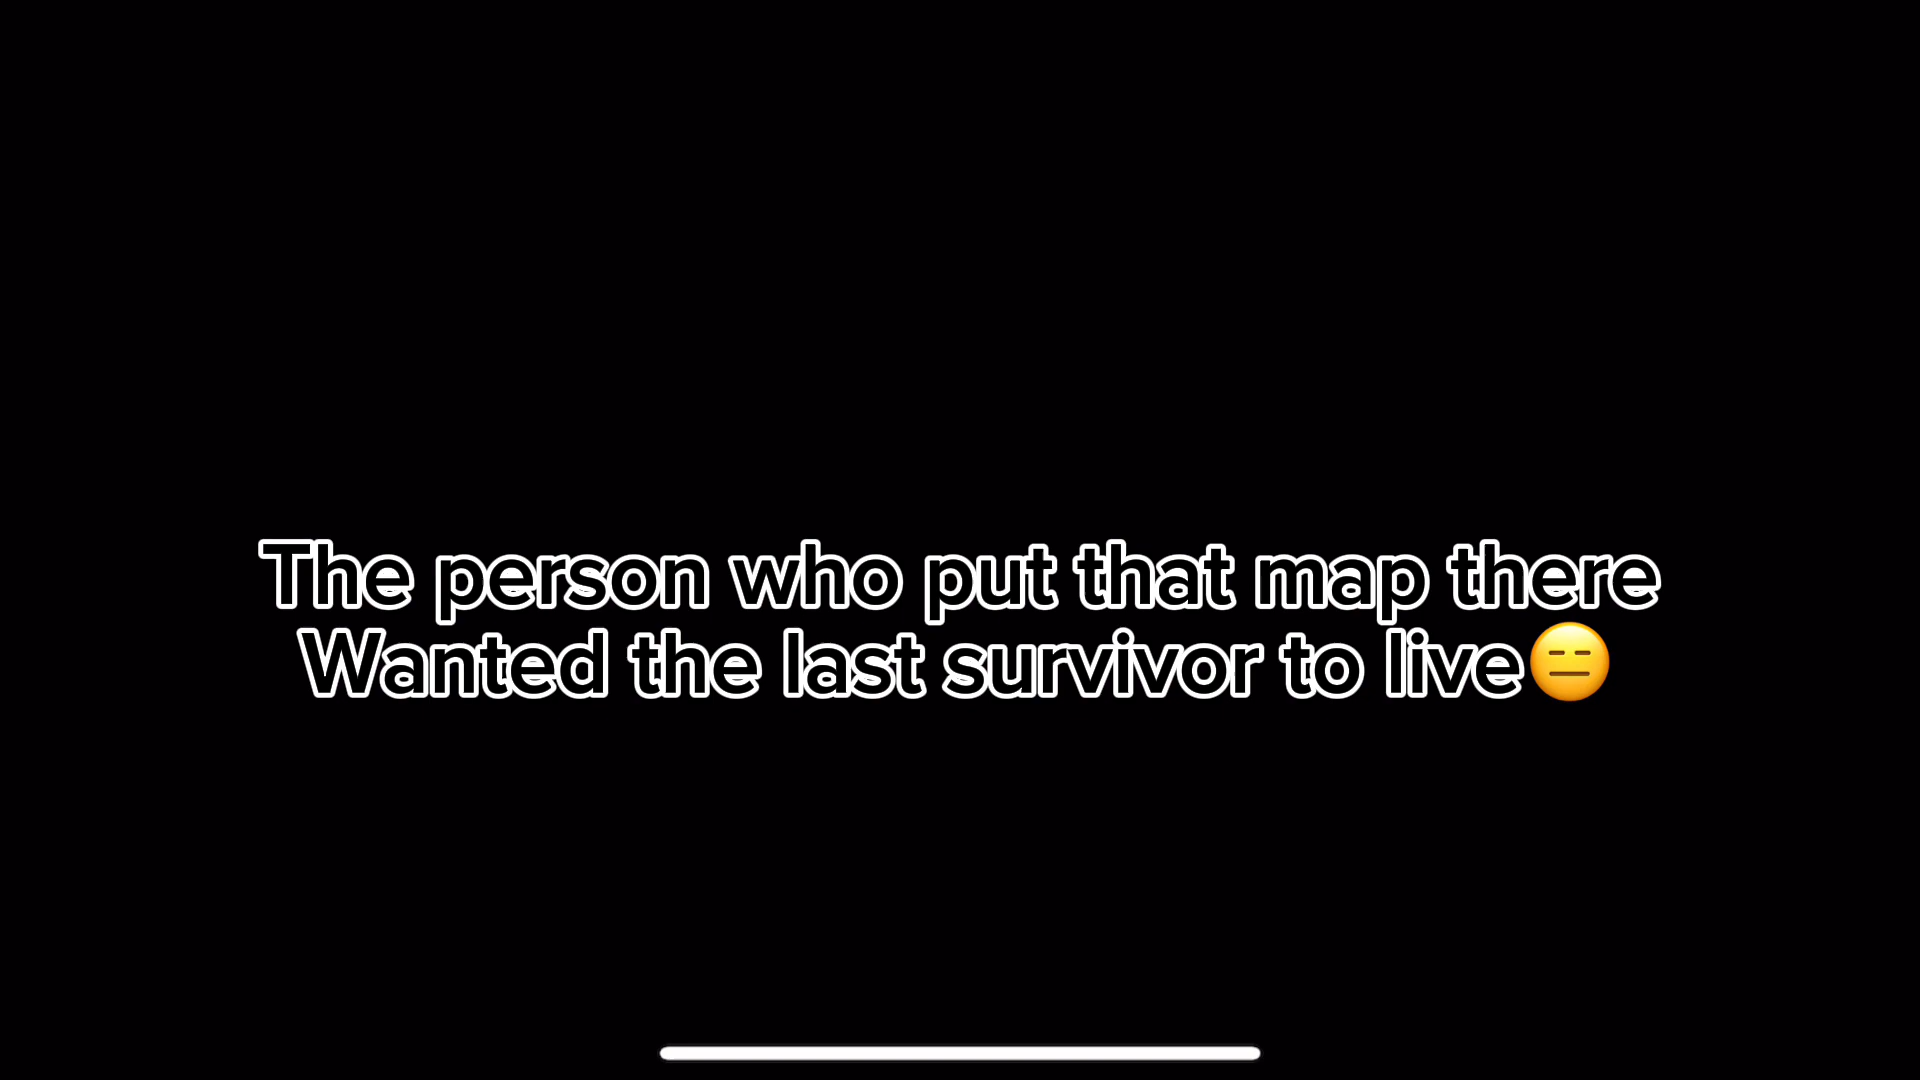 The person who put that map there
Wanted the last survivor to live😑